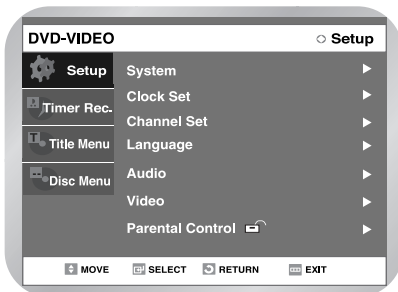 DVD-VIDEO Setup
Setup
Timer Rec.
Title Menu
Disc Menu
System
Clock Set
Channel Set
Language
Audio
Video
Parental Control
MOVE SELECT RETURN EXIT